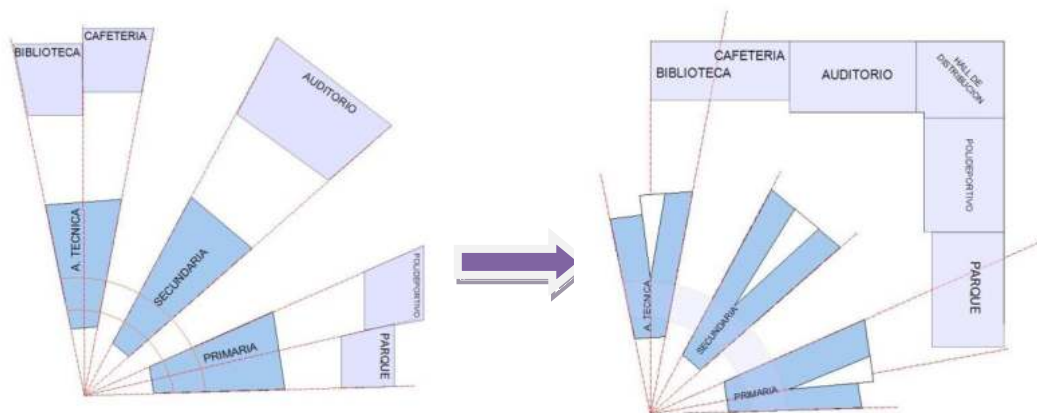 BIBLIOTECA
CAFETERIA
AUDITORIO
A. TECNICA
SECUNDARIA
PRIMARIA
POLIDEPORTIVO
PARQUE
CAFETERIA
BIBLIOTECA
AUDITORIO
HALL DE
DISTRIBUCION
POLIDEPORTIVO
PARQUE
A. TECNICA
SECUNDARIA
PRIMARIA